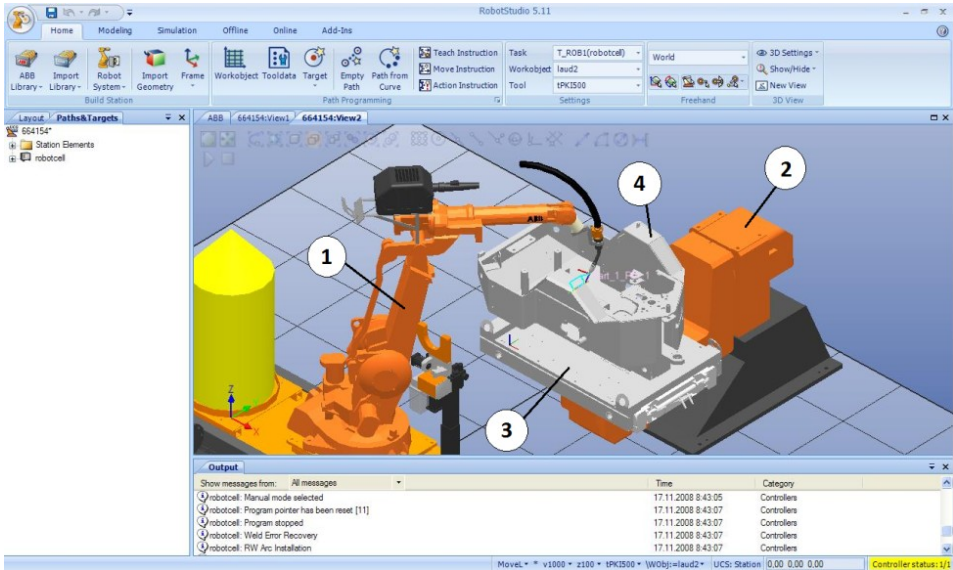 RobotStudio 5.11
Home Modeling Simulation Offline Online Add-Ins
ABB Library Import Library Robot System Import Geometry Frame
Build Station
Workobject Tooldata Target Empty Path Path from Curve
Teach Instruction
Move Instruction
Action Instruction
Path Programming
Task T_ROB1(robotcell)
Workobject laud2
Tool tPKI500
Settings
World
Freehand
3D Settings
Show/Hide
New View
3D View
Layout Paths&Targets
ABB 664154:View1 664154:View2
664154*
Station Elements
robotcell
1
2
3
4
ABB
Z
X
Output
Show messages from: All messages Time Category
robotcell: Manual mode selected 17.11.2008 8:43:05 Controllers
robotcell: Program pointer has been reset [11] 17.11.2008 8:43:07 Controllers
robotcell: Program stopped 17.11.2008 8:43:07 Controllers
robotcell: Weld Error Recovery 17.11.2008 8:43:07 Controllers
robotcell: RW Arc Installation 17.11.2008 8:43:07 Controllers
MoveL * v1000 z100 tPKI500 \WObj:=laud2 UCS: Station 0,00 0,00 0,00 Controller status: 1/1